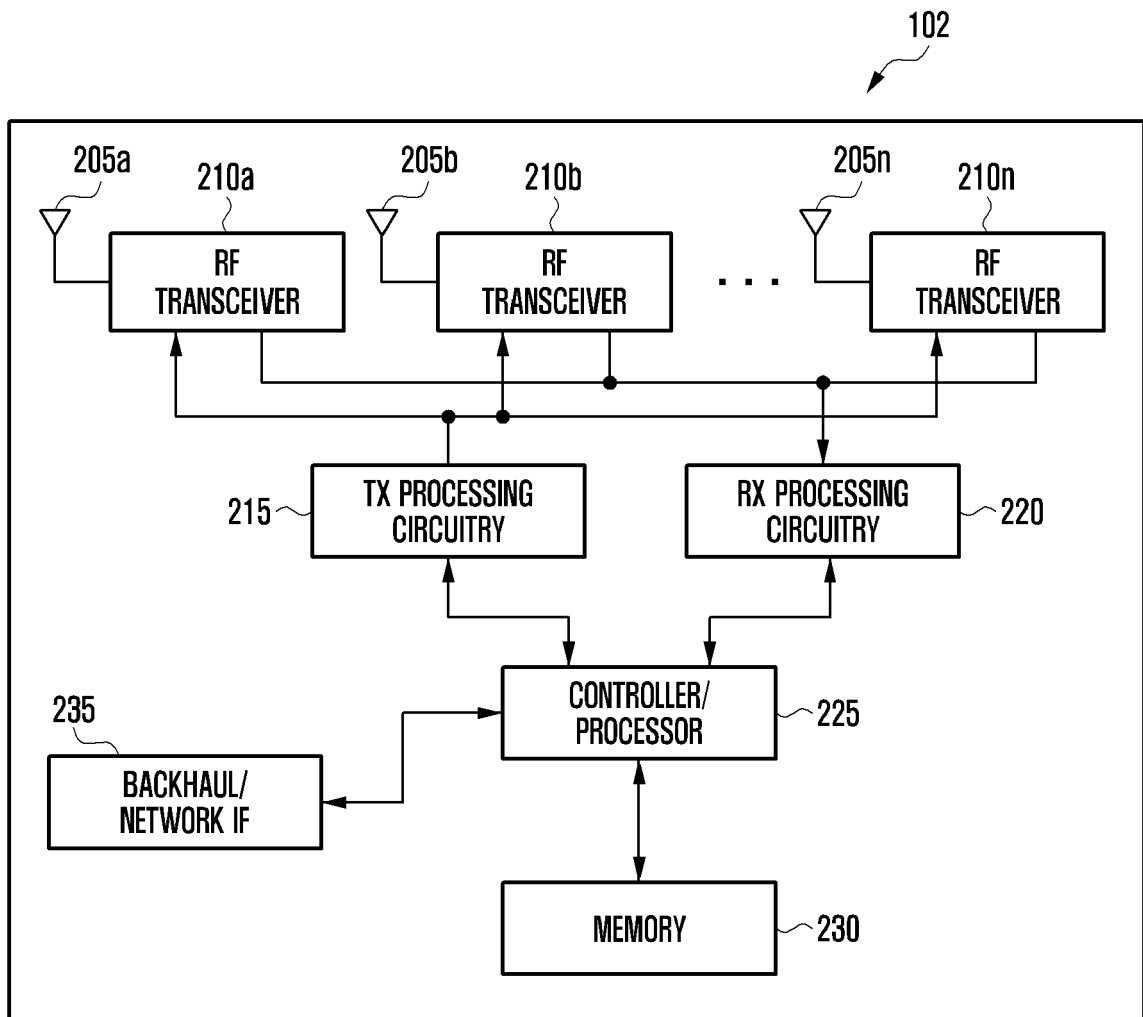 102
205a
210a
205b
210b
205n
210n
RF
TRANSCEIVER
RF
TRANSCEIVER
. . .
RF
TRANSCEIVER
215
TX PROCESSING
CIRCUITRY
RX PROCESSING
CIRCUITRY
220
CONTROLLER/
PROCESSOR
225
235
BACKHAUL/
NETWORK IF
MEMORY
230